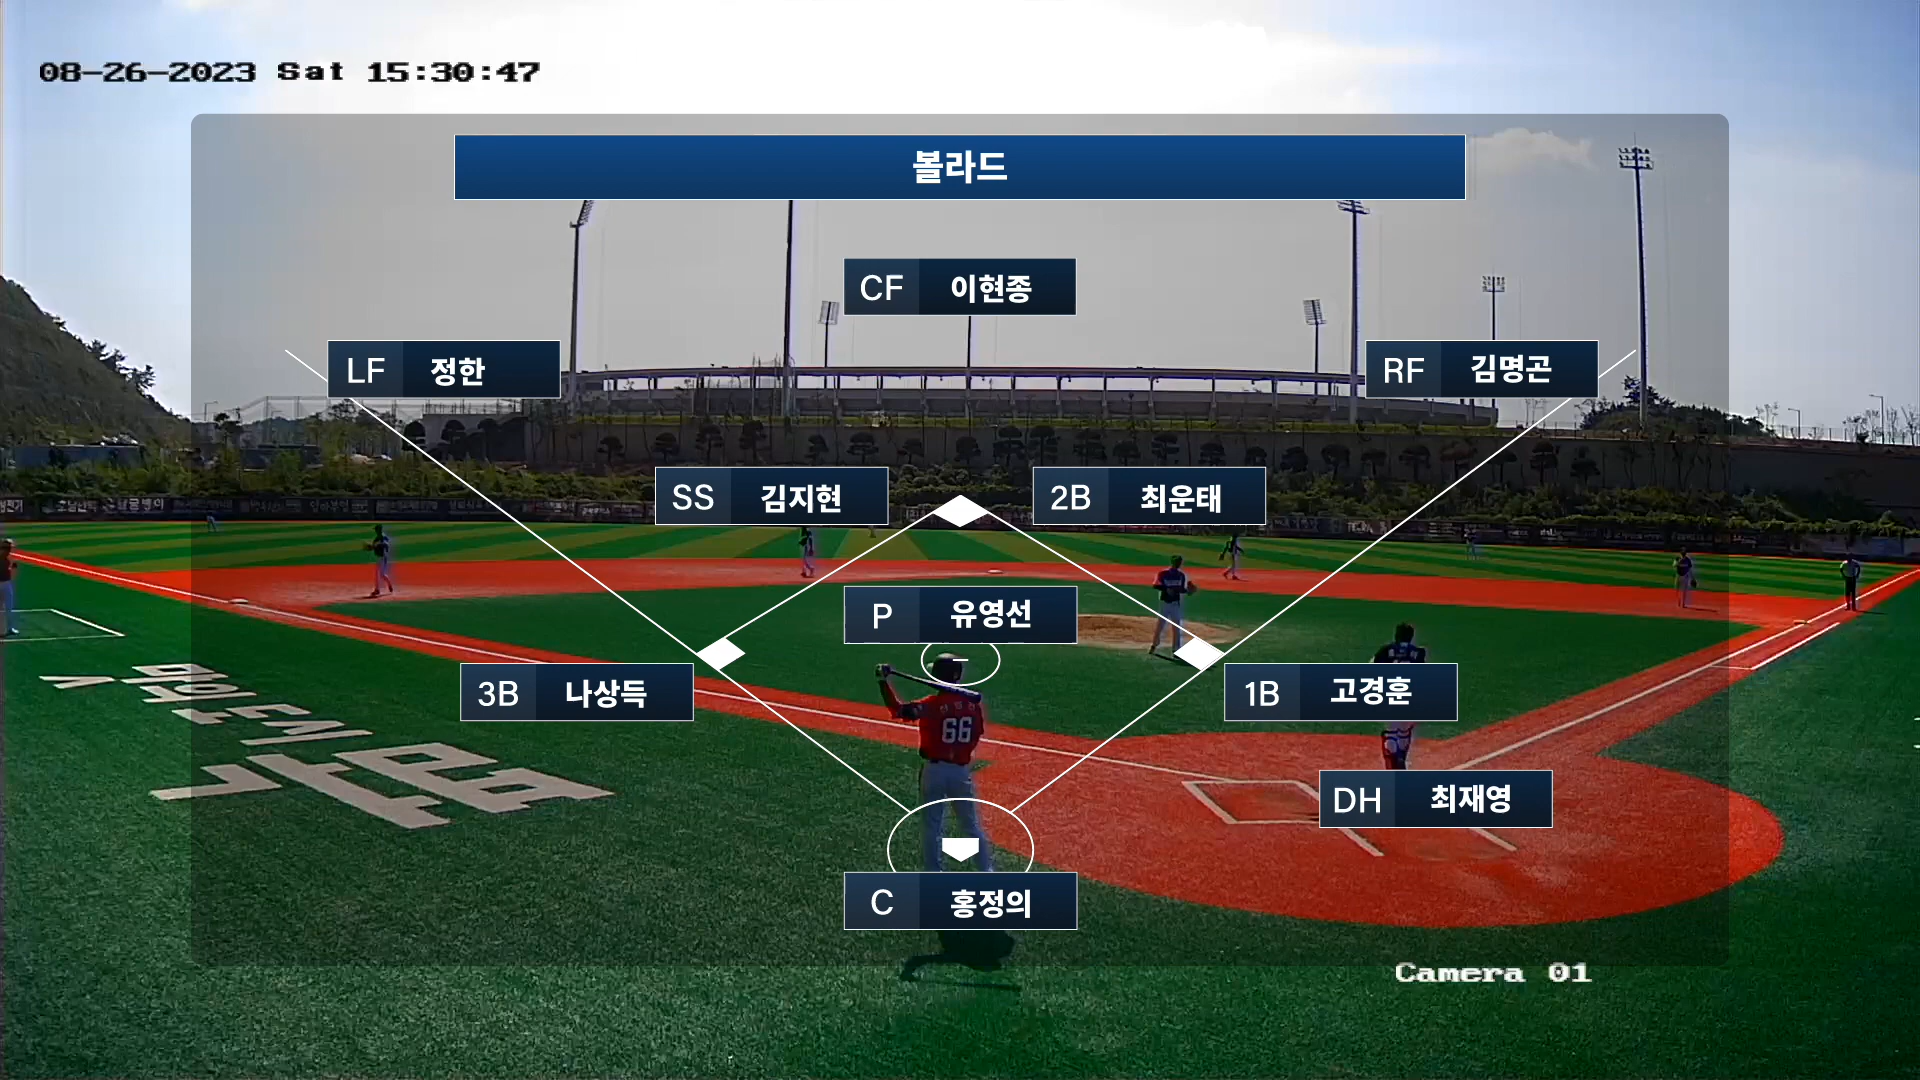 08-26-2023 Sat 15:30:47
볼라드
CF 이현종
LF 정한
RF 김명곤
SS 김지현
2B 최운태
P 유영선
3B 나상득
1B 고경훈
66
DH 최재영
C 홍정의
Camera 01